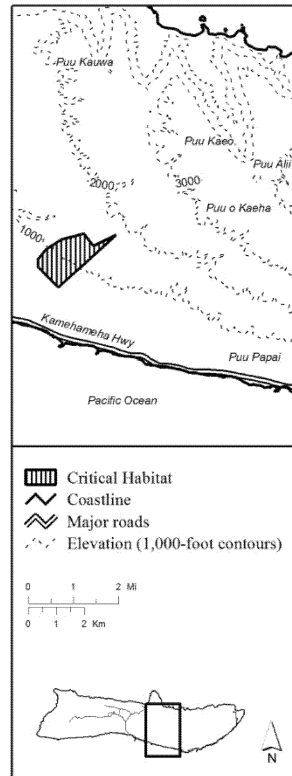 Puu Kauwa
Puu Kaeo
Puu Alii
2000
3000
Puu o Kaeha
1000
Kamehameha Hwy
Puu Papai
Pacific Ocean
Critical Habitat
Coastline
Major roads
Elevation (1,000-foot contours)
0 1 2 Mi
0 1 2 Km
N